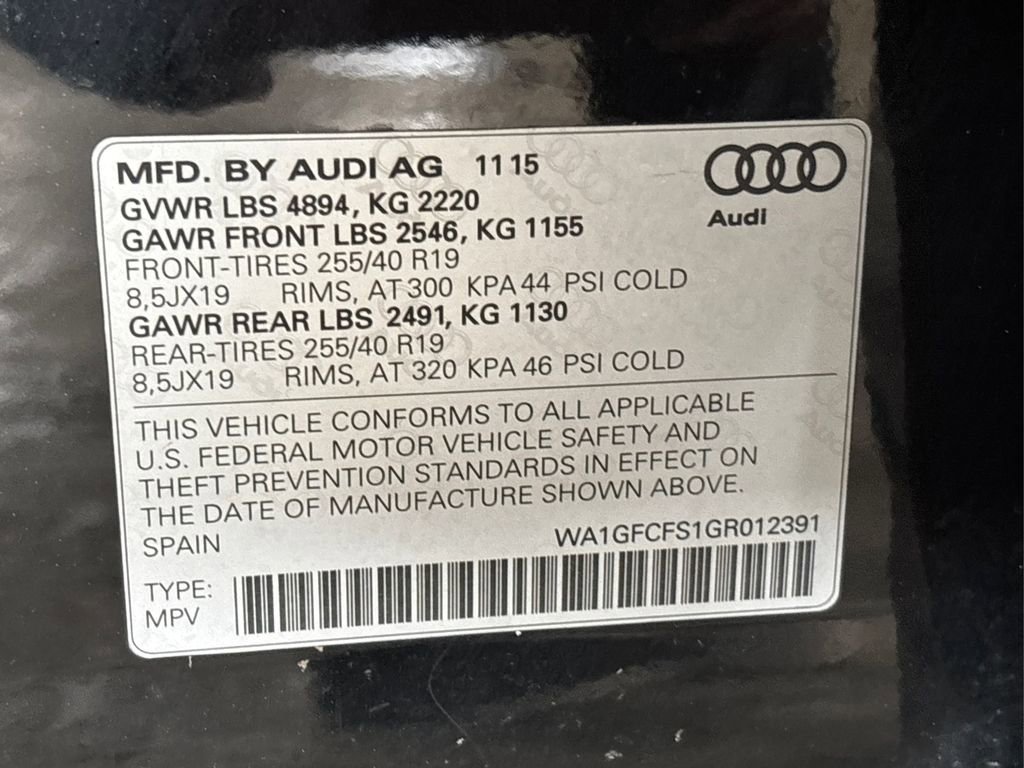 MFD. BY AUDI AG 11 15
Audi
GVWR LBS 4894, KG 2220
GAWR FRONT LBS 2546, KG 1155
FRONT-TIRES 255/40 R19
8,5JX19 RIMS, AT 300 KPA 44 PSI COLD
GAWR REAR LBS 2491, KG 1130
REAR-TIRES 255/40 R19
8,5JX19 RIMS, AT 320 KPA 46 PSI COLD
THIS VEHICLE CONFORMS TO ALL APPLICABLE
U.S. FEDERAL MOTOR VEHICLE SAFETY AND
THEFT PREVENTION STANDARDS IN EFFECT ON
THE DATE OF MANUFACTURE SHOWN ABOVE.
SPAIN WA1GFCFS1GR012391
TYPE:
MPV